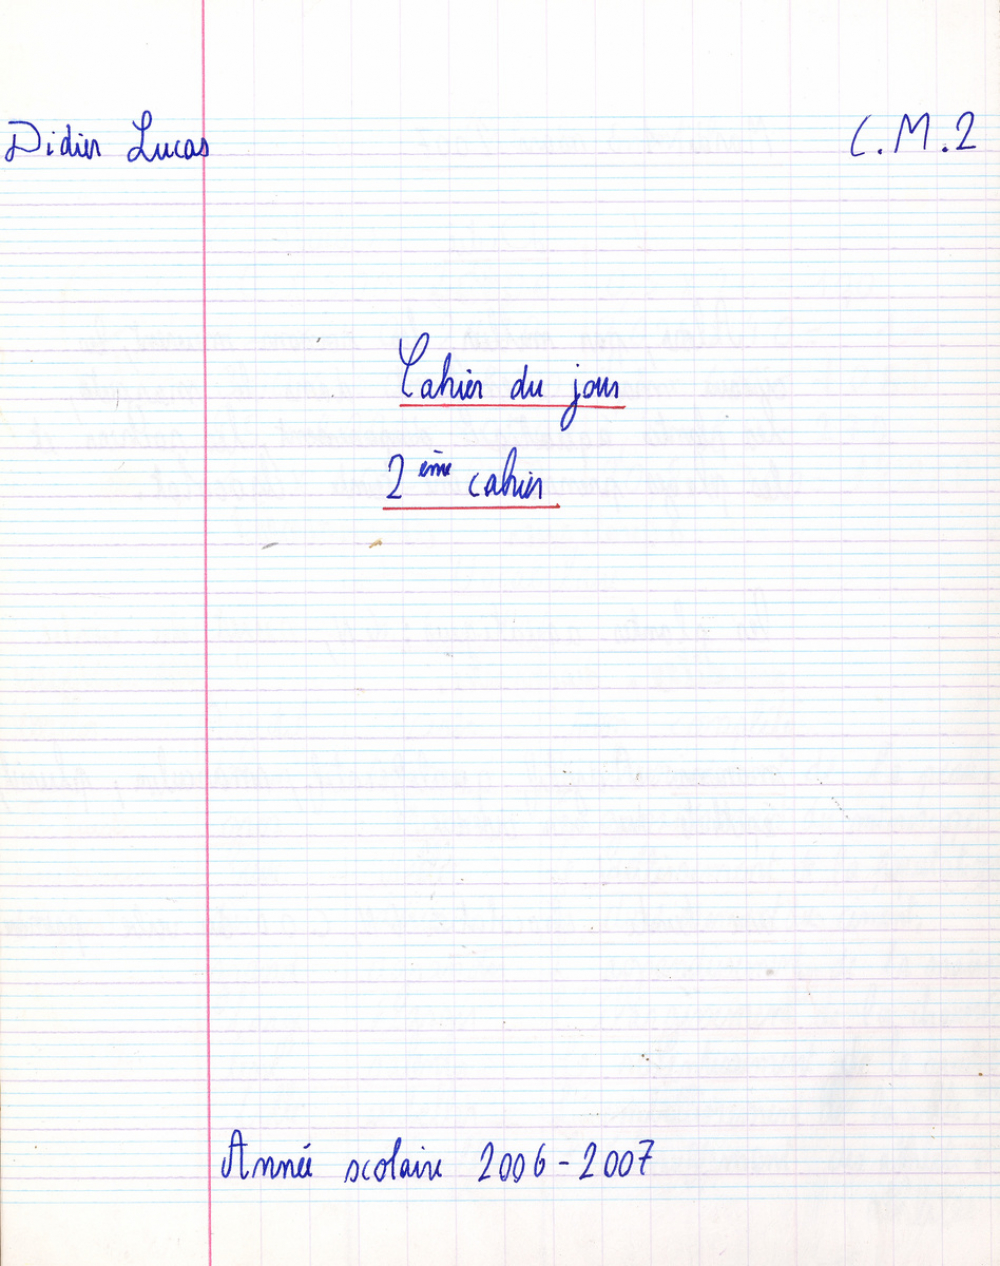 Didier Lucas C.M.2
Cahier du jour
2ème cahier
Année scolaire 2006-2007